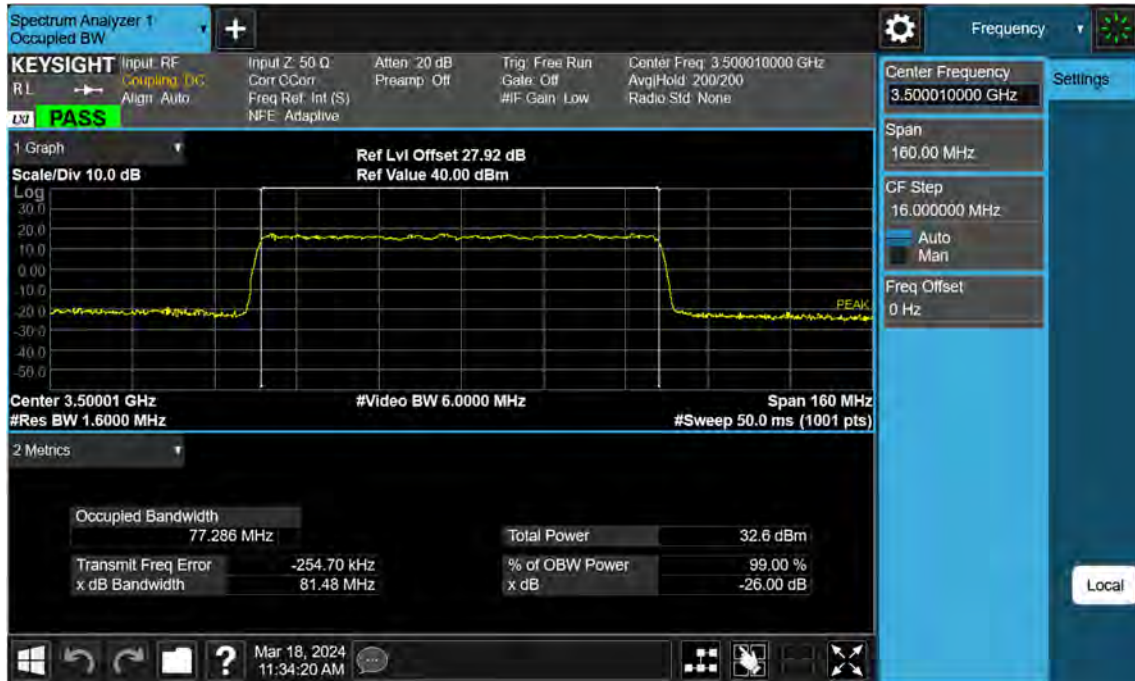 Spectrum Analyzer 1
Occupied BW
+
Frequency
KEYSIGHT
R L
LXI
PASS
Input: RF
Coupling: DC
Align: Auto
Input Z: 50 Ω
Corr CCorr
Freq Ref: Int (S)
NFE: Adaptive
Atten: 20 dB
Preamp: Off
Trig: Free Run
Gate: Off
#IF Gain: Low
Center Freq: 3.500010000 GHz
Avg|Hold: 200/200
Radio Std: None
1 Graph
Scale/Div 10.0 dB
Ref Lvl Offset 27.92 dB
Ref Value 40.00 dBm
Log
30.0
20.0
10.0
0.00
-10.0
-20.0
-30.0
-40.0
-50.0
PEAK
Center 3.50001 GHz
#Video BW 6.0000 MHz
Span 160 MHz
#Res BW 1.6000 MHz
#Sweep 50.0 ms (1001 pts)
2 Metrics
Occupied Bandwidth
77.286 MHz
Total Power 32.6 dBm
Transmit Freq Error -254.70 kHz
% of OBW Power 99.00 %
x dB Bandwidth 81.48 MHz
x dB -26.00 dB
Center Frequency
3.500010000 GHz
Settings
Span
160.00 MHz
CF Step
16.000000 MHz
Auto
Man
Freq Offset
0 Hz
Local
?
Mar 18, 2024
11:34:20 AM